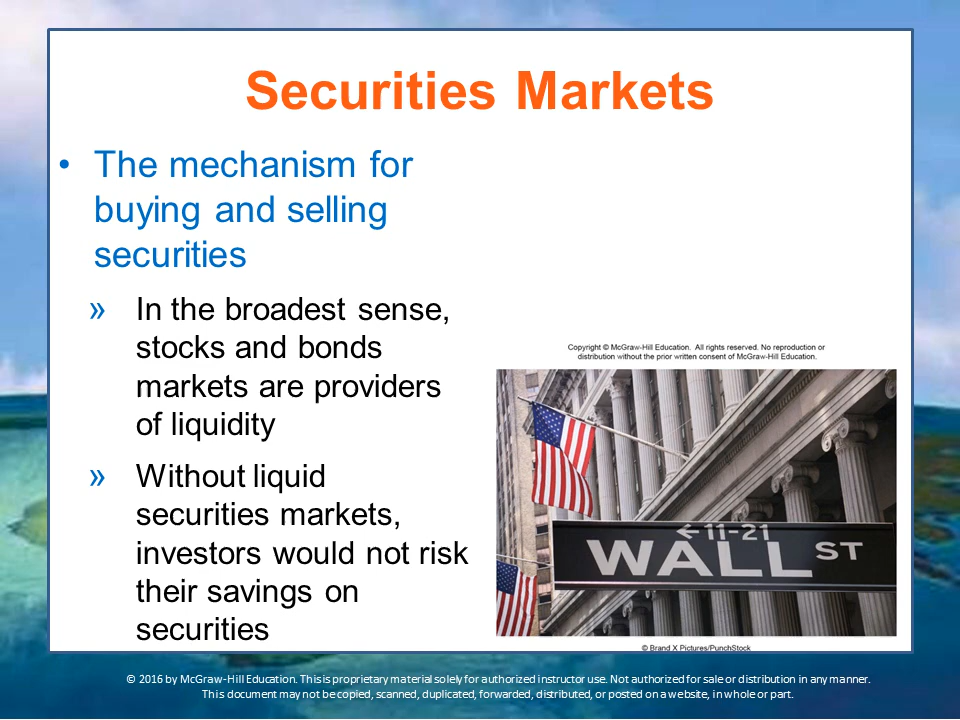 Securities Markets
• The mechanism for
buying and selling
securities
» In the broadest sense,
stocks and bonds
markets are providers
of liquidity
» Without liquid
securities markets,
investors would not risk
their savings on
securities
Copyright © McGraw-Hill Education. All rights reserved. No reproduction or
distribution without the prior written consent of McGraw-Hill Education.
←11-21
WALL ST
© Brand X Pictures/PunchStock
© 2016 by McGraw-Hill Education. This is proprietary material solely for authorized instructor use. Not authorized for sale or distribution in any manner.
This document may not be copied, scanned, duplicated, forwarded, distributed, or posted on a website, in whole or part.